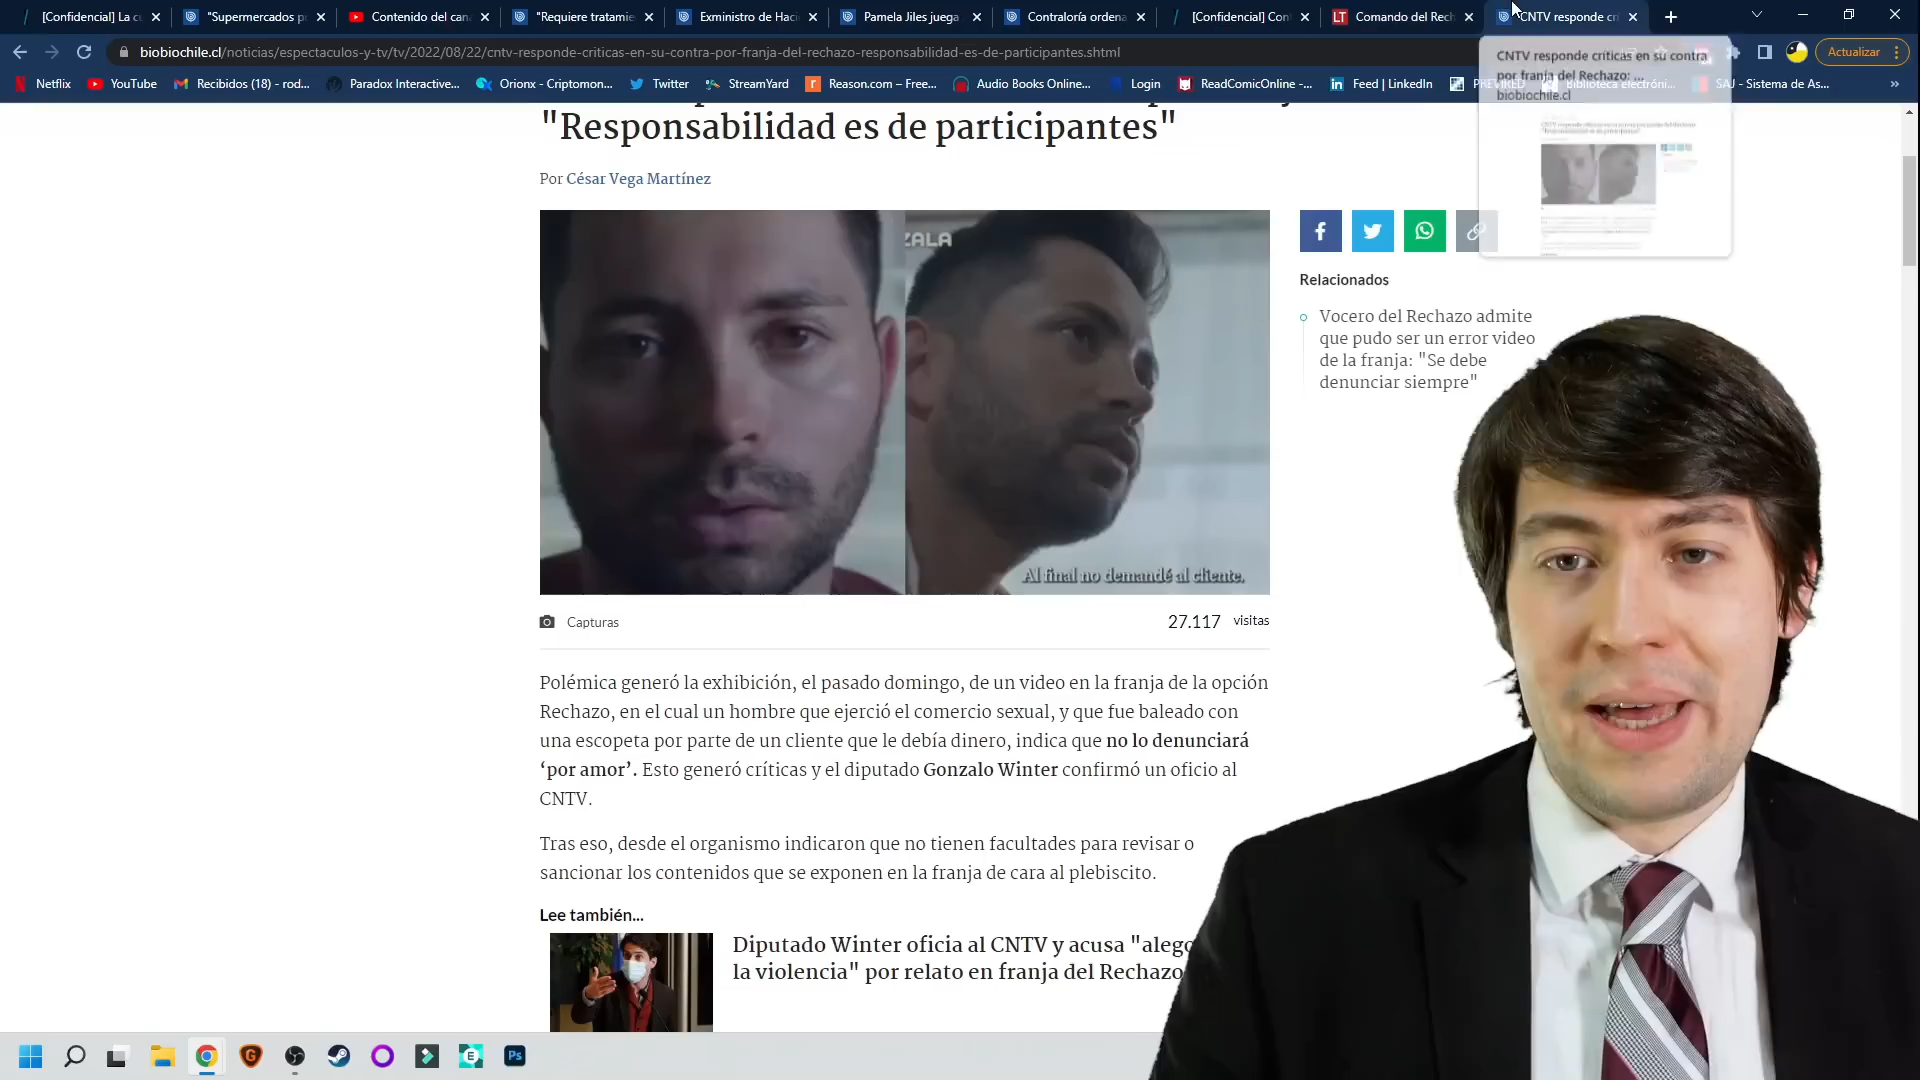 [Confidencial] La c
"Supermercados p
Contenido del can
"Requiere tratamie
Exministro de Haci
Pamela Jiles juega
Contraloría ordena
[Confidencial] Con
LT Comando del Rech
CNTV responde crí
biobiochile.cl/noticias/espectaculos-y-tv/tv/2022/08/22/cntv-responde-criticas-en-su-contra-por-franja-del-rechazo-responsabilidad-es-de-participantes.shtml
Actualizar
Netflix
YouTube
Recibidos (18) - rod...
Paradox Interactive...
Orionx - Criptomon...
Twitter
StreamYard
Reason.com – Free...
Audio Books Online...
Login
ReadComicOnline -...
Feed | LinkedIn
PREVIRED
Biblioteca electróni...
SAJ - Sistema de As...
»
CNTV responde críticas en su contra
por franja del Rechazo: ...
biobiochile.cl
"Responsabilidad es de participantes"
Por César Vega Martínez
ZALA
Al final no demandé al cliente.
Capturas
27.117 visitas
Relacionados
Vocero del Rechazo admite
que pudo ser un error video
de la franja: "Se debe
denunciar siempre"
Polémica generó la exhibición, el pasado domingo, de un video en la franja de la opción
Rechazo, en el cual un hombre que ejerció el comercio sexual, y que fue baleado con
una escopeta por parte de un cliente que le debía dinero, indica que no lo denunciará
‘por amor’. Esto generó críticas y el diputado Gonzalo Winter confirmó un oficio al
CNTV.
Tras eso, desde el organismo indicaron que no tienen facultades para revisar o
sancionar los contenidos que se exponen en la franja de cara al plebiscito.
Lee también...
Diputado Winter oficia al CNTV y acusa "alego
la violencia" por relato en franja del Rechazo
Ps